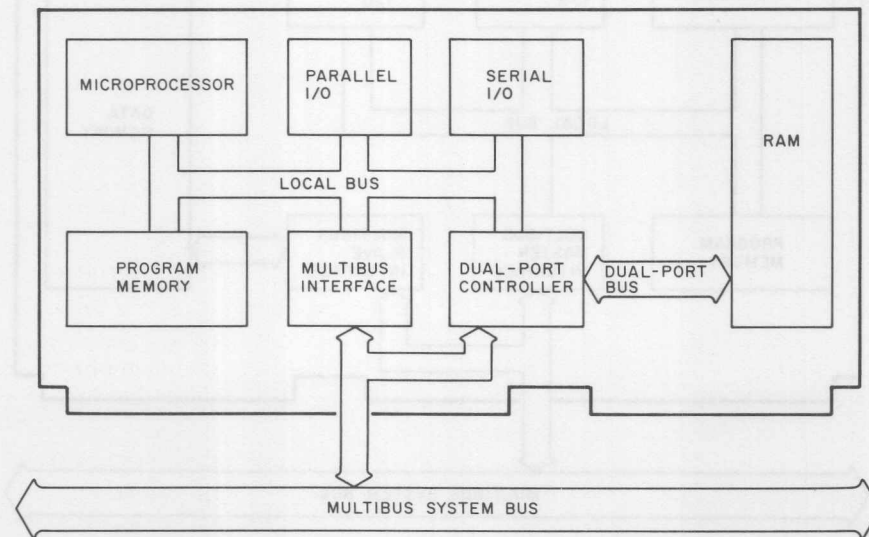 MICROPROCESSOR
PARALLEL
I/O
SERIAL
I/O
RAM
LOCAL BUS
PROGRAM
MEMORY
MULTIBUS
INTERFACE
DUAL-PORT
CONTROLLER
DUAL-PORT
BUS
MULTIBUS SYSTEM BUS